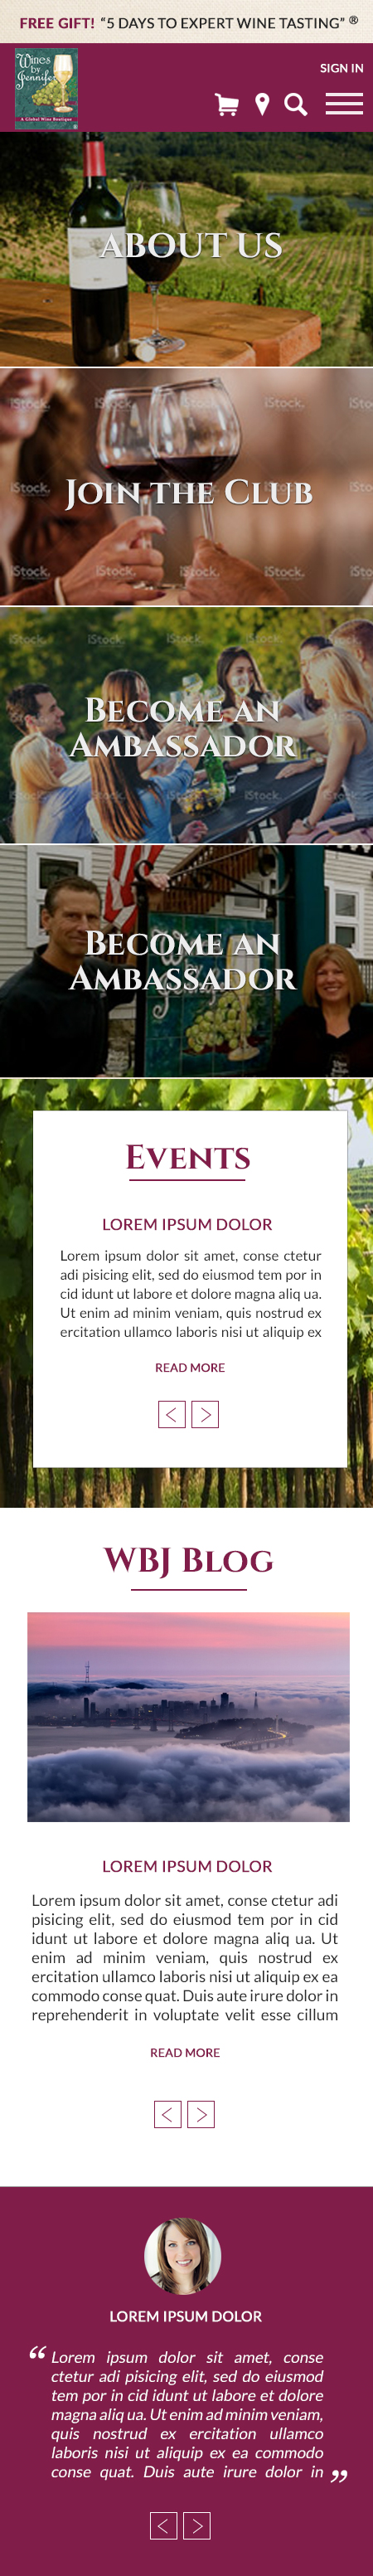 FREE GIFT! “5 DAYS TO EXPERT WINE TASTING” ®
Wines
by
Jennifer
A Global Wine Boutique
SIGN IN
ABOUT US
iStock. iStock. iStock. iStock. iStock.
JOIN THE CLUB
iStock. iStock. iStock. iStock. iStock.
iStock. iStock. iStock. iStock. iStock.
BECOME AN
AMBASSADOR
BECOME AN
AMBASSADOR
EVENTS
LOREM IPSUM DOLOR
Lorem ipsum dolor sit amet, conse ctetur
adi pisicing elit, sed do eiusmod tem por in
cid idunt ut labore et dolore magna aliq ua.
Ut enim ad minim veniam, quis nostrud ex
ercitation ullamco laboris nisi ut aliquip ex
READ MORE
WBJ BLOG
LOREM IPSUM DOLOR
Lorem ipsum dolor sit amet, conse ctetur adi
pisicing elit, sed do eiusmod tem por in cid
idunt ut labore et dolore magna aliq ua. Ut
enim ad minim veniam, quis nostrud ex
ercitation ullamco laboris nisi ut aliquip ex ea
commodo conse quat. Duis aute irure dolor in
reprehenderit in voluptate velit esse cillum
READ MORE
LOREM IPSUM DOLOR
“ Lorem ipsum dolor sit amet, conse
ctetur adi pisicing elit, sed do eiusmod
tem por in cid idunt ut labore et dolore
magna aliq ua. Ut enim ad minim veniam,
quis nostrud ex ercitation ullamco
laboris nisi ut aliquip ex ea commodo
conse quat. Duis aute irure dolor in ”